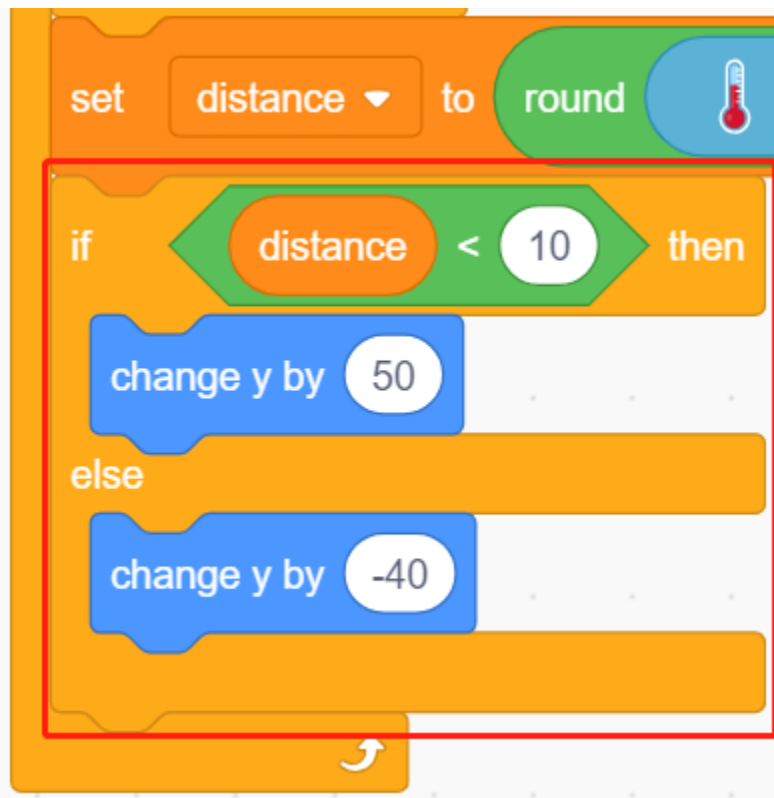 set distance to round
if distance < 10 then
change y by 50
else
change y by -40